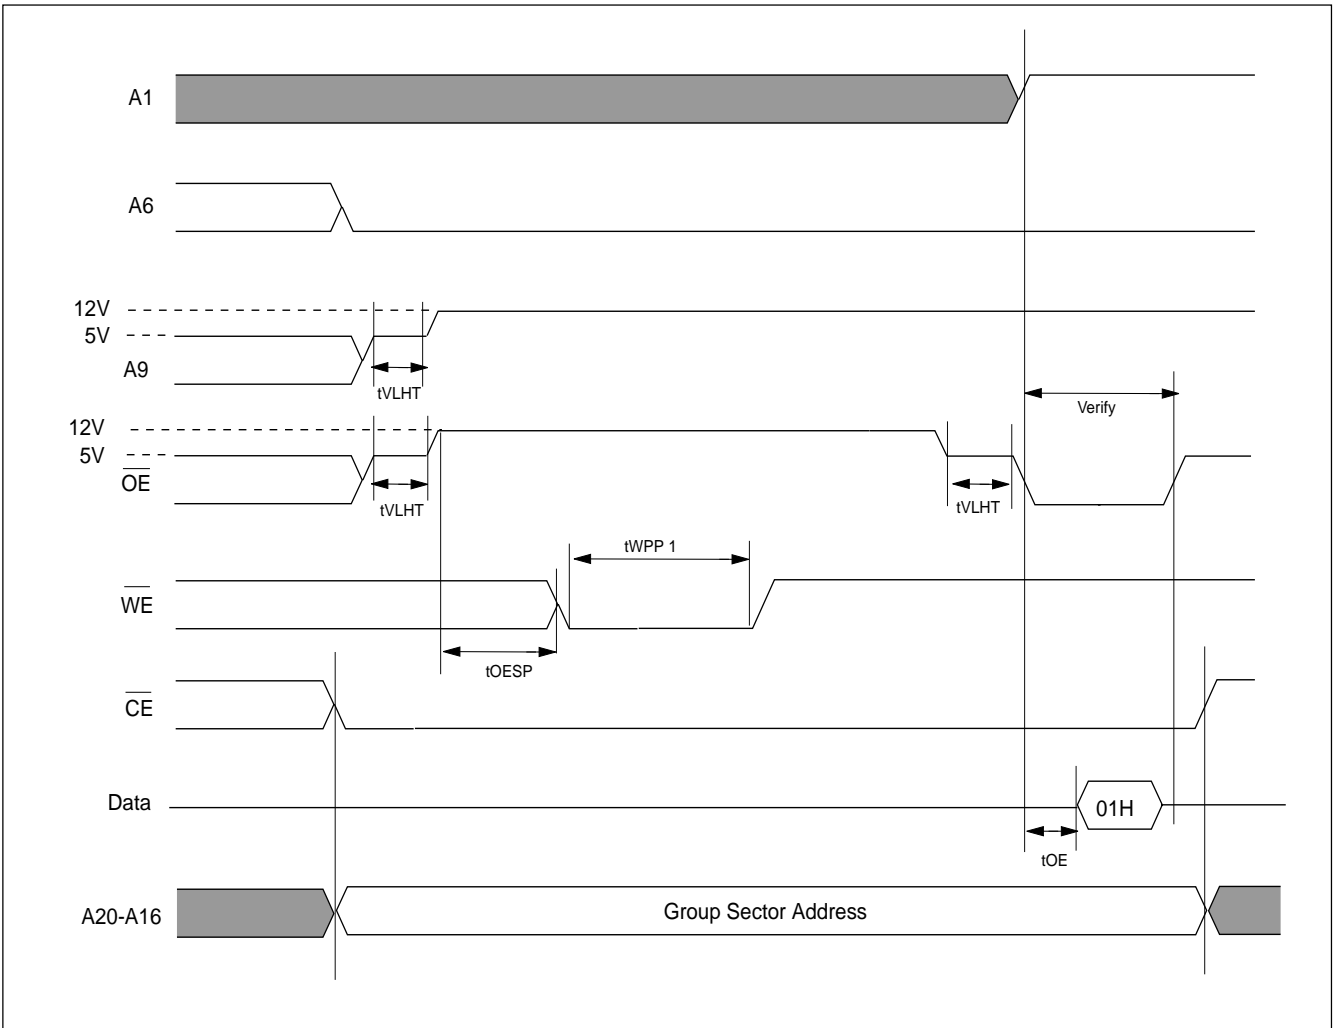 A1
A6
12V
5V
A9
tVLHT
Verify
12V
5V
OE
tVLHT
tVLHT
tWPP 1
WE
tOESP
CE
Data
01H
tOE
A20-A16
Group Sector Address